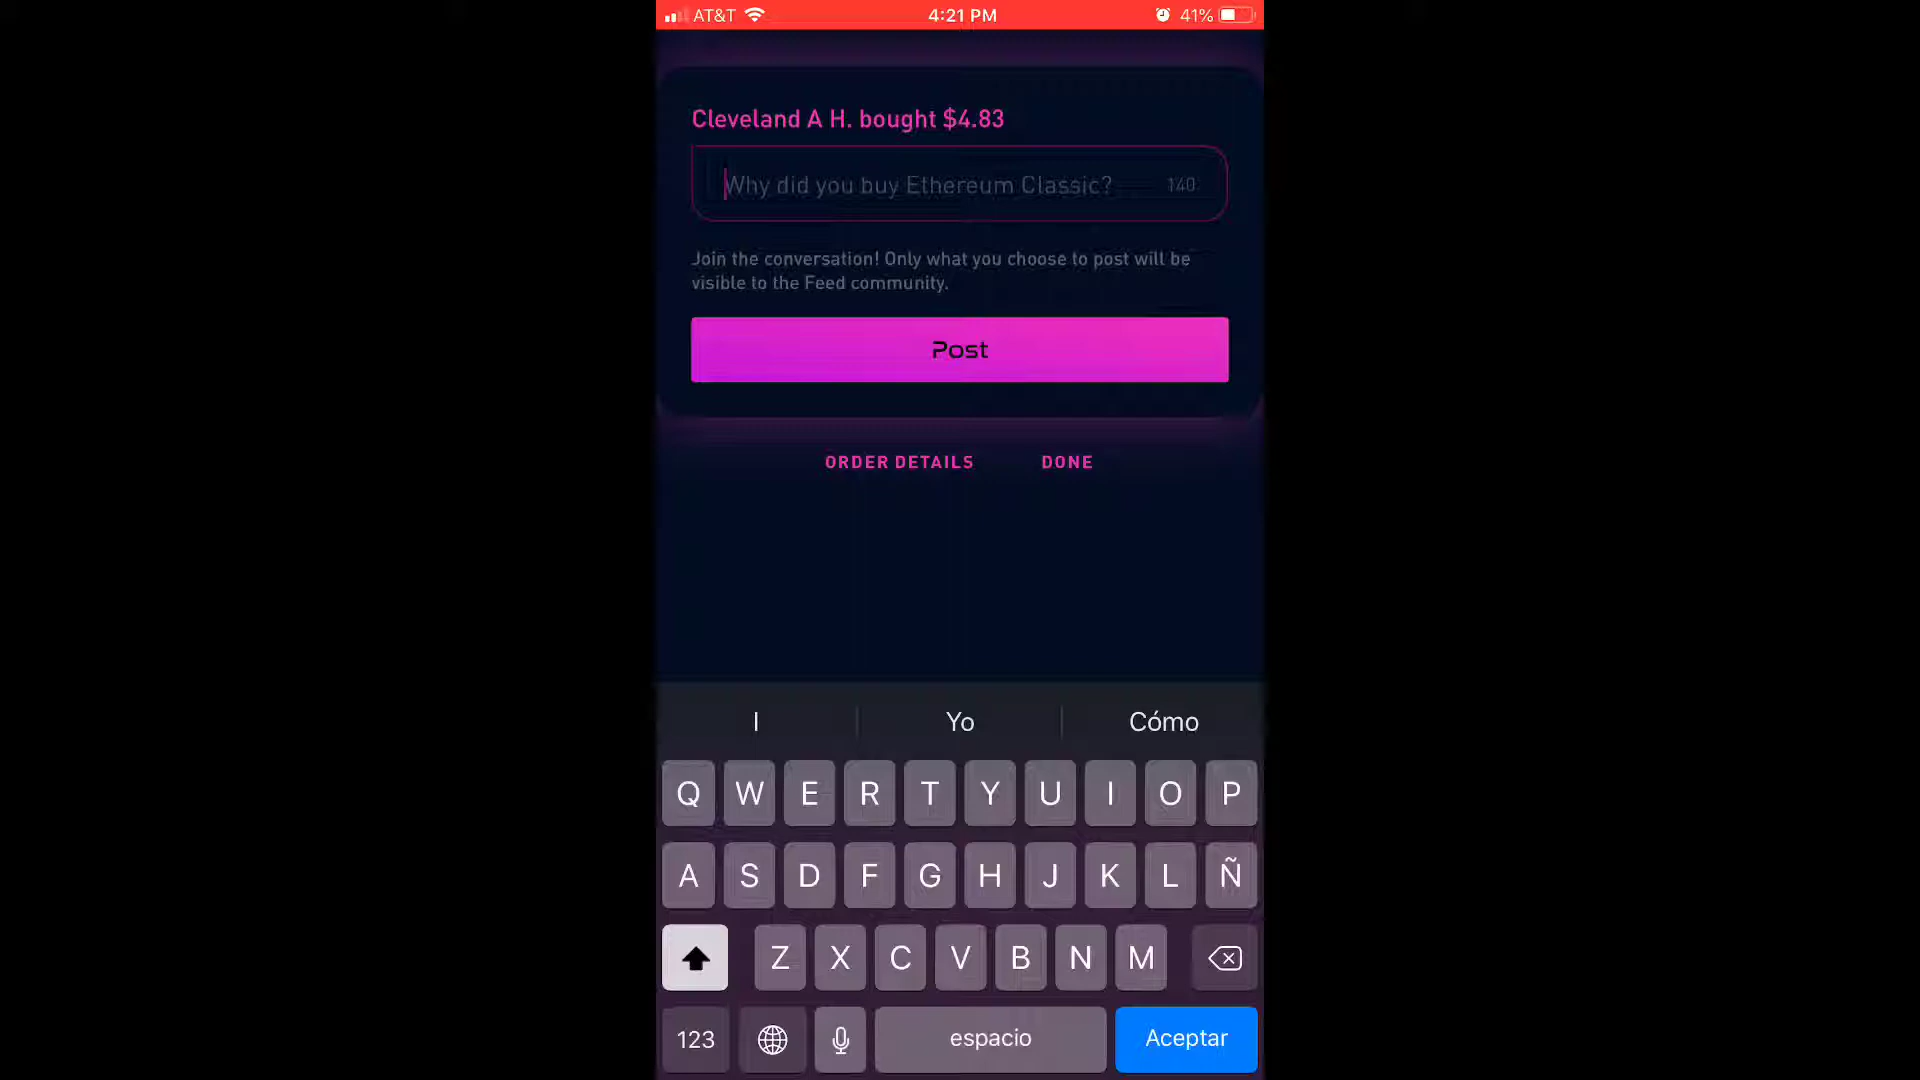 AT&T 4:21 PM 41%
Cleveland A H. bought $4.83
Why did you buy Ethereum Classic? 140
Join the conversation! Only what you choose to post will be
visible to the Feed community.
Post
ORDER DETAILS DONE
I Yo Cómo
Q W E R T Y U I O P
A S D F G H J K L Ñ
Z X C V B N M
123 espacio Aceptar